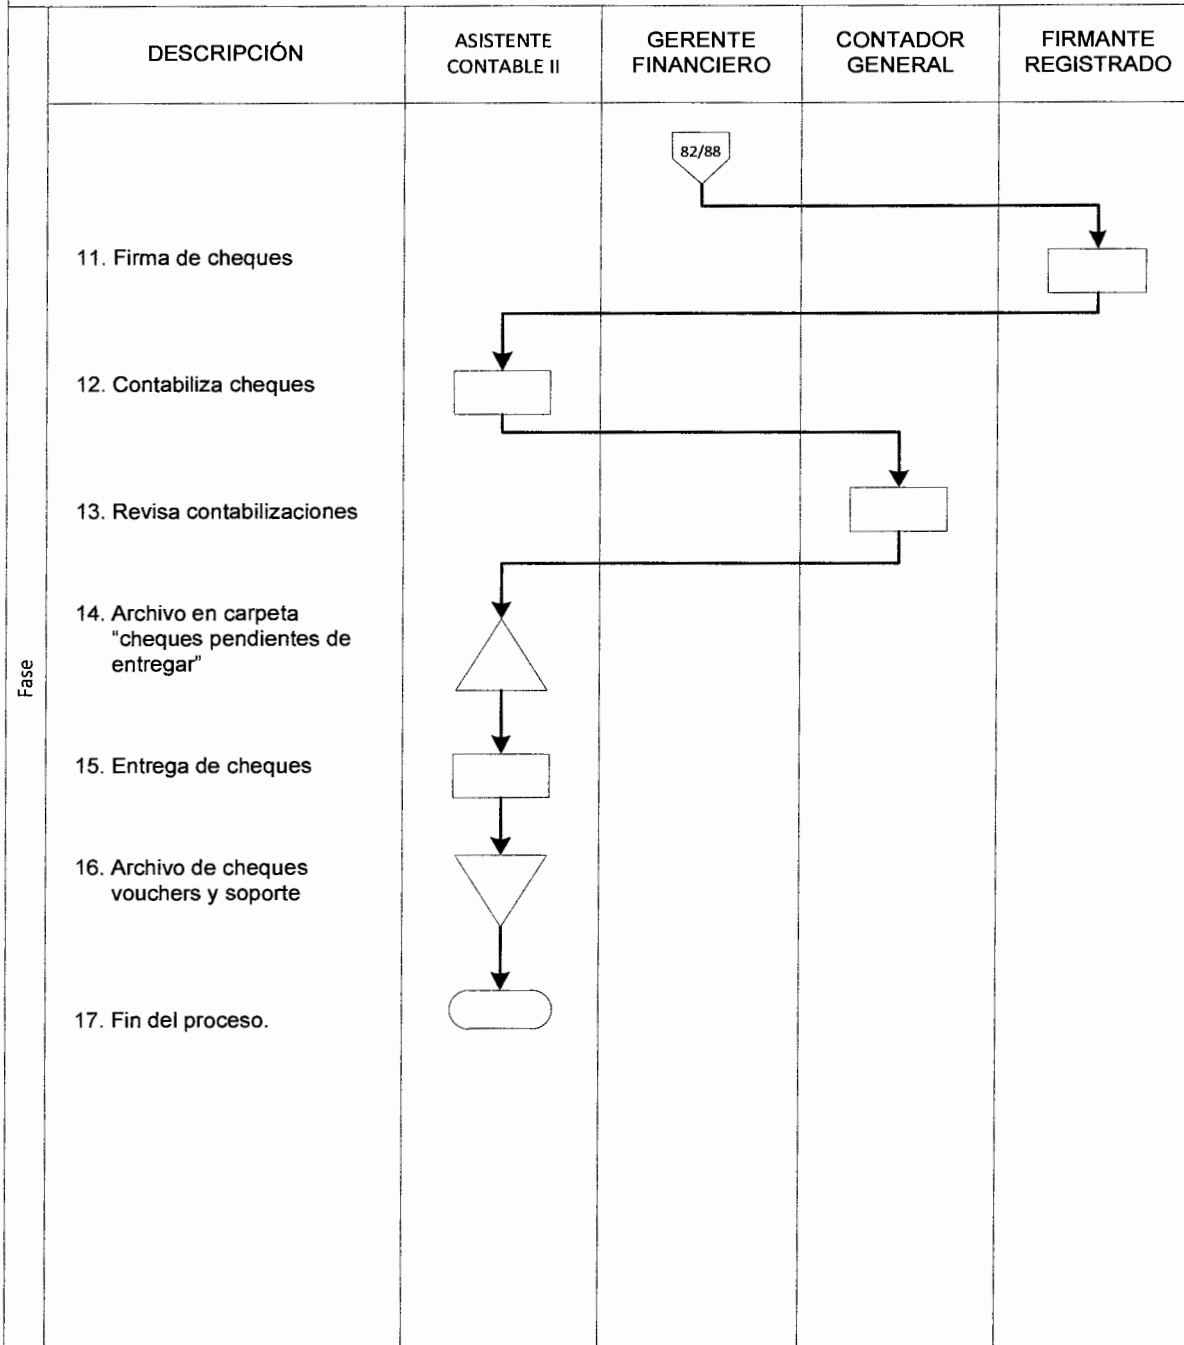 DESCRIPCIÓN
ASISTENTE
CONTABLE II
GERENTE
FINANCIERO
CONTADOR
GENERAL
FIRMANTE
REGISTRADO
82/88
11. Firma de cheques
12. Contabiliza cheques
13. Revisa contabilizaciones
14. Archivo en carpeta
“cheques pendientes de
entregar”
Fase
15. Entrega de cheques
16. Archivo de cheques
vouchers y soporte
17. Fin del proceso.